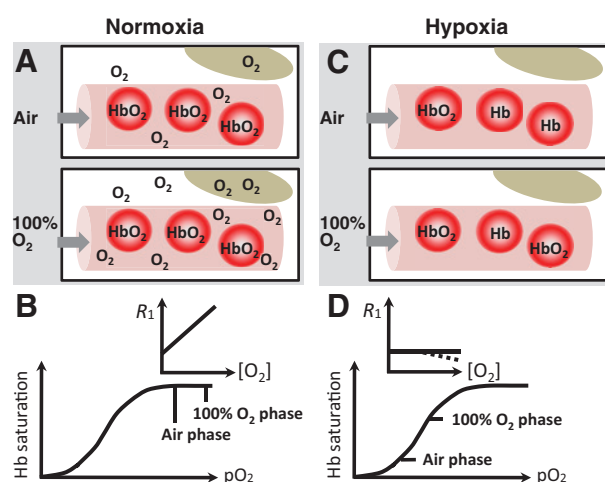 Normoxia
Hypoxia
A
O₂
O₂
O₂
HbO₂
Hb
HbO₂
O₂
Air
100%
O₂
O₂
O₂
O₂ O₂
O₂
O₂
HbO₂
HbO₂
HbO₂
O₂
O₂
O₂
C
Air
HbO₂
Hb
Hb
100%
O₂
HbO₂
Hb
HbO₂
B
R₁
[O₂]
Hb saturation
100% O₂ phase
Air phase
pO₂
D
R₁
[O₂]
Hb saturation
100% O₂ phase
Air phase
pO₂